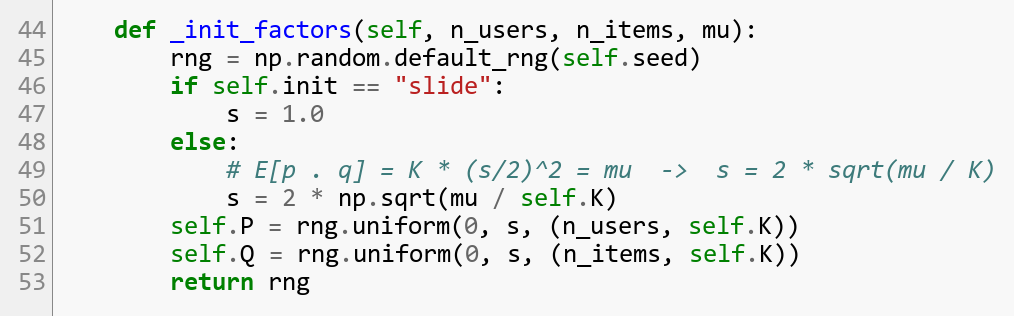 44    def _init_factors(self, n_users, n_items, mu):
45        rng = np.random.default_rng(self.seed)
46        if self.init == "slide":
47            s = 1.0
48        else:
49            # E[p . q] = K * (s/2)^2 = mu  ->  s = 2 * sqrt(mu / K)
50            s = 2 * np.sqrt(mu / self.K)
51        self.P = rng.uniform(0, s, (n_users, self.K))
52        self.Q = rng.uniform(0, s, (n_items, self.K))
53        return rng